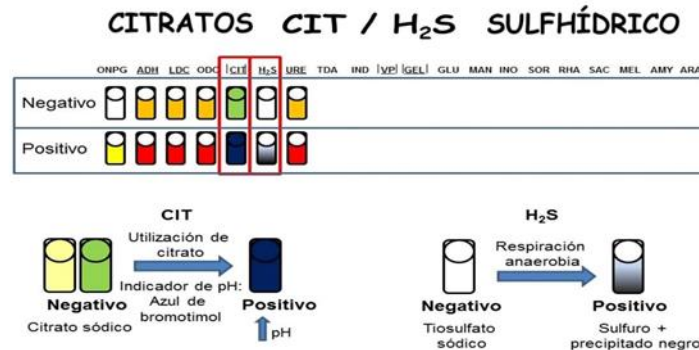 CITRATOS CIT / H₂S SULFHÍDRICO
ONPG ADH LDC ODC |CIT| H₂S URE TDA IND |VP| |GEL| GLU MAN INO SOR RHA SAC MEL AMY ARA
Negativo
Positivo
CIT
Utilización de
citrato
Indicador de pH:
Azul de
bromotimol
Negativo
Citrato sódico
Positivo
pH
H₂S
Respiración
anaerobia
Negativo
Tiosulfato
sódico
Positivo
Sulfuro +
precipitado negro